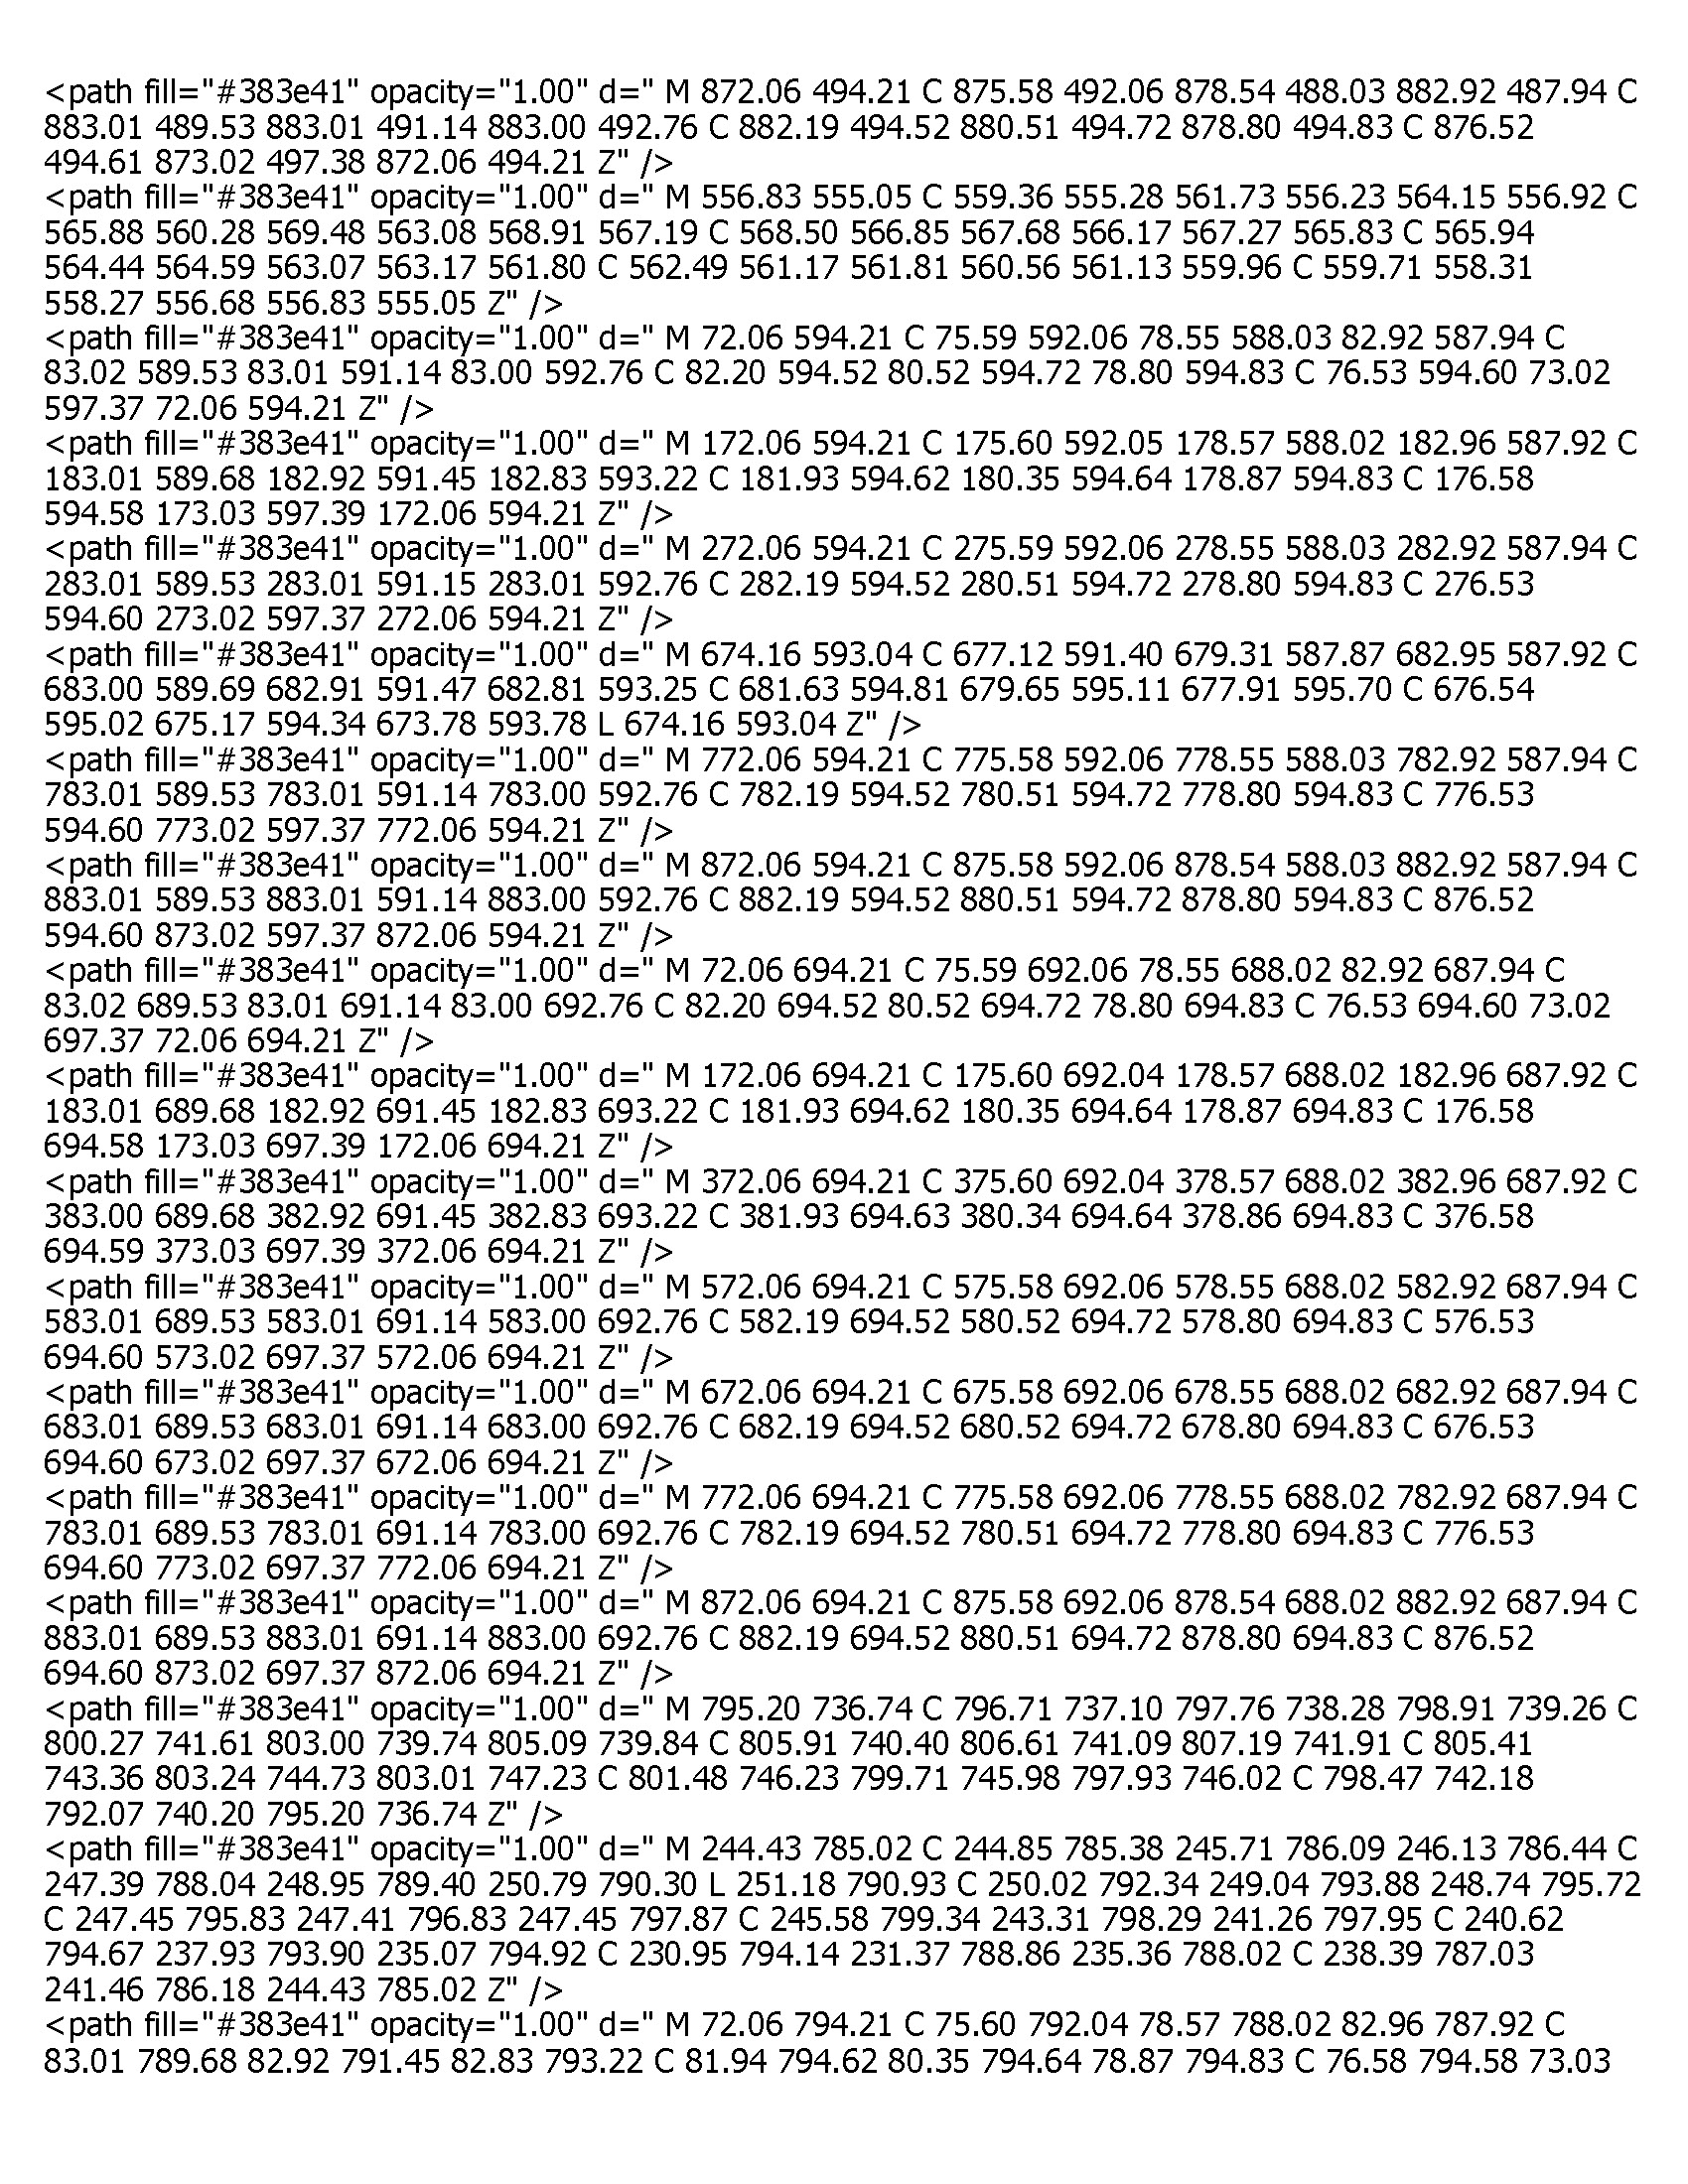 <path fill="#383e41" opacity="1.00" d=" M 872.06 494.21 C 875.58 492.06 878.54 488.03 882.92 487.94 C
883.01 489.53 883.01 491.14 883.00 492.76 C 882.19 494.52 880.51 494.72 878.80 494.83 C 876.52
494.61 873.02 497.38 872.06 494.21 Z" />
<path fill="#383e41" opacity="1.00" d=" M 556.83 555.05 C 559.36 555.28 561.73 556.23 564.15 556.92 C
565.88 560.28 569.48 563.08 568.91 567.19 C 568.50 566.85 567.68 566.17 567.27 565.83 C 565.94
564.44 564.59 563.07 563.17 561.80 C 562.49 561.17 561.81 560.56 561.13 559.96 C 559.71 558.31
558.27 556.68 556.83 555.05 Z" />
<path fill="#383e41" opacity="1.00" d=" M 72.06 594.21 C 75.59 592.06 78.55 588.03 82.92 587.94 C
83.02 589.53 83.01 591.14 83.00 592.76 C 82.20 594.52 80.52 594.72 78.80 594.83 C 76.53 594.60 73.02
597.37 72.06 594.21 Z" />
<path fill="#383e41" opacity="1.00" d=" M 172.06 594.21 C 175.60 592.05 178.57 588.02 182.96 587.92 C
183.01 589.68 182.92 591.45 182.83 593.22 C 181.93 594.62 180.35 594.64 178.87 594.83 C 176.58
594.58 173.03 597.39 172.06 594.21 Z" />
<path fill="#383e41" opacity="1.00" d=" M 272.06 594.21 C 275.59 592.06 278.55 588.03 282.92 587.94 C
283.01 589.53 283.01 591.15 283.01 592.76 C 282.19 594.52 280.51 594.72 278.80 594.83 C 276.53
594.60 273.02 597.37 272.06 594.21 Z" />
<path fill="#383e41" opacity="1.00" d=" M 674.16 593.04 C 677.12 591.40 679.31 587.87 682.95 587.92 C
683.00 589.69 682.91 591.47 682.81 593.25 C 681.63 594.81 679.65 595.11 677.91 595.70 C 676.54
595.02 675.17 594.34 673.78 593.78 L 674.16 593.04 Z" />
<path fill="#383e41" opacity="1.00" d=" M 772.06 594.21 C 775.58 592.06 778.55 588.03 782.92 587.94 C
783.01 589.53 783.01 591.14 783.00 592.76 C 782.19 594.52 780.51 594.72 778.80 594.83 C 776.53
594.60 773.02 597.37 772.06 594.21 Z" />
<path fill="#383e41" opacity="1.00" d=" M 872.06 594.21 C 875.58 592.06 878.54 588.03 882.92 587.94 C
883.01 589.53 883.01 591.14 883.00 592.76 C 882.19 594.52 880.51 594.72 878.80 594.83 C 876.52
594.60 873.02 597.37 872.06 594.21 Z" />
<path fill="#383e41" opacity="1.00" d=" M 72.06 694.21 C 75.59 692.06 78.55 688.02 82.92 687.94 C
83.02 689.53 83.01 691.14 83.00 692.76 C 82.20 694.52 80.52 694.72 78.80 694.83 C 76.53 694.60 73.02
697.37 72.06 694.21 Z" />
<path fill="#383e41" opacity="1.00" d=" M 172.06 694.21 C 175.60 692.04 178.57 688.02 182.96 687.92 C
183.01 689.68 182.92 691.45 182.83 693.22 C 181.93 694.62 180.35 694.64 178.87 694.83 C 176.58
694.58 173.03 697.39 172.06 694.21 Z" />
<path fill="#383e41" opacity="1.00" d=" M 372.06 694.21 C 375.60 692.04 378.57 688.02 382.96 687.92 C
383.00 689.68 382.92 691.45 382.83 693.22 C 381.93 694.63 380.34 694.64 378.86 694.83 C 376.58
694.59 373.03 697.39 372.06 694.21 Z" />
<path fill="#383e41" opacity="1.00" d=" M 572.06 694.21 C 575.58 692.06 578.55 688.02 582.92 687.94 C
583.01 689.53 583.01 691.14 583.00 692.76 C 582.19 694.52 580.52 694.72 578.80 694.83 C 576.53
694.60 573.02 697.37 572.06 694.21 Z" />
<path fill="#383e41" opacity="1.00" d=" M 672.06 694.21 C 675.58 692.06 678.55 688.02 682.92 687.94 C
683.01 689.53 683.01 691.14 683.00 692.76 C 682.19 694.52 680.52 694.72 678.80 694.83 C 676.53
694.60 673.02 697.37 672.06 694.21 Z" />
<path fill="#383e41" opacity="1.00" d=" M 772.06 694.21 C 775.58 692.06 778.55 688.02 782.92 687.94 C
783.01 689.53 783.01 691.14 783.00 692.76 C 782.19 694.52 780.51 694.72 778.80 694.83 C 776.53
694.60 773.02 697.37 772.06 694.21 Z" />
<path fill="#383e41" opacity="1.00" d=" M 872.06 694.21 C 875.58 692.06 878.54 688.02 882.92 687.94 C
883.01 689.53 883.01 691.14 883.00 692.76 C 882.19 694.52 880.51 694.72 878.80 694.83 C 876.52
694.60 873.02 697.37 872.06 694.21 Z" />
<path fill="#383e41" opacity="1.00" d=" M 795.20 736.74 C 796.71 737.10 797.76 738.28 798.91 739.26 C
800.27 741.61 803.00 739.74 805.09 739.84 C 805.91 740.40 806.61 741.09 807.19 741.91 C 805.41
743.36 803.24 744.73 803.01 747.23 C 801.48 746.23 799.71 745.98 797.93 746.02 C 798.47 742.18
792.07 740.20 795.20 736.74 Z" />
<path fill="#383e41" opacity="1.00" d=" M 244.43 785.02 C 244.85 785.38 245.71 786.09 246.13 786.44 C
247.39 788.04 248.95 789.40 250.79 790.30 L 251.18 790.93 C 250.02 792.34 249.04 793.88 248.74 795.72
C 247.45 795.83 247.41 796.83 247.45 797.87 C 245.58 799.34 243.31 798.29 241.26 797.95 C 240.62
794.67 237.93 793.90 235.07 794.92 C 230.95 794.14 231.37 788.86 235.36 788.02 C 238.39 787.03
241.46 786.18 244.43 785.02 Z" />
<path fill="#383e41" opacity="1.00" d=" M 72.06 794.21 C 75.60 792.04 78.57 788.02 82.96 787.92 C
83.01 789.68 82.92 791.45 82.83 793.22 C 81.94 794.62 80.35 794.64 78.87 794.83 C 76.58 794.58 73.03